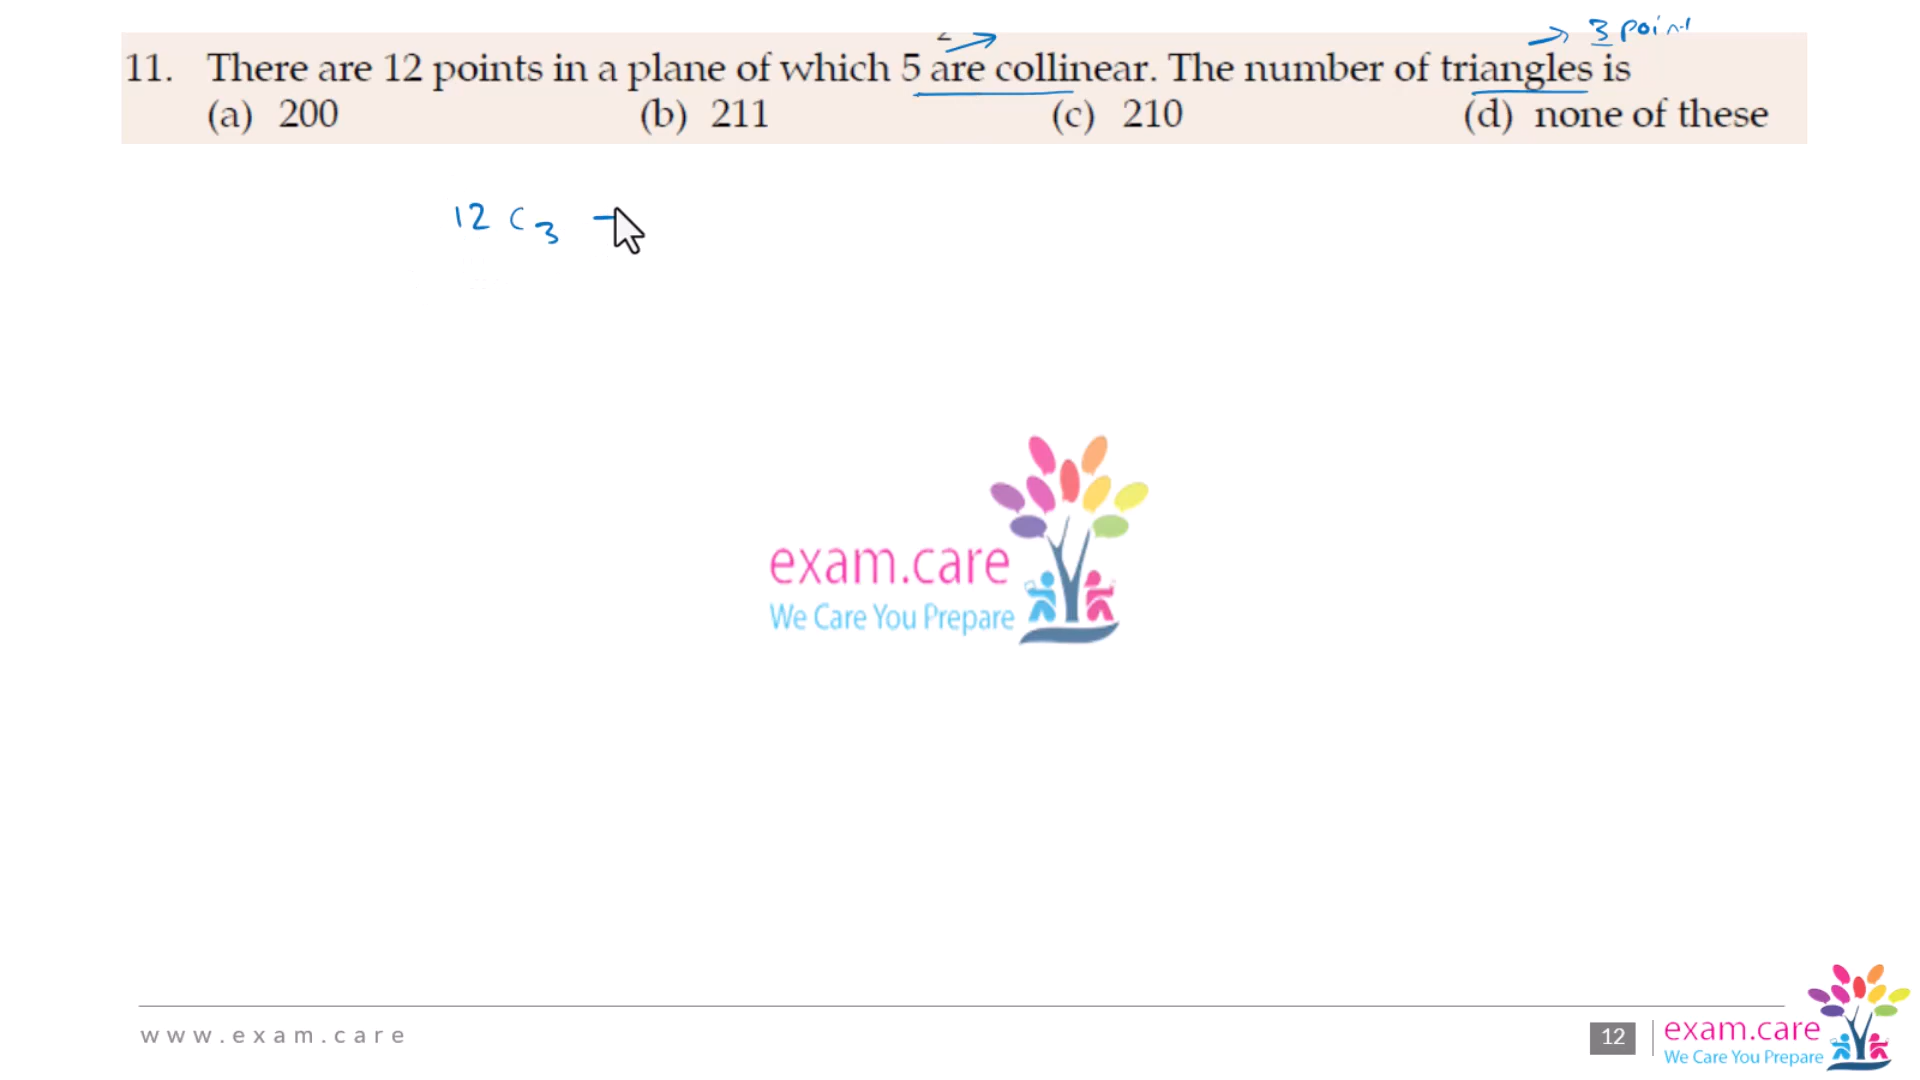 3 point
11. There are 12 points in a plane of which 5 are collinear. The number of triangles is
(a) 200 (b) 211 (c) 210 (d) none of these
12 C 3 -
exam.care
We Care You Prepare
www.exam.care
12
exam.care
We Care You Prepare